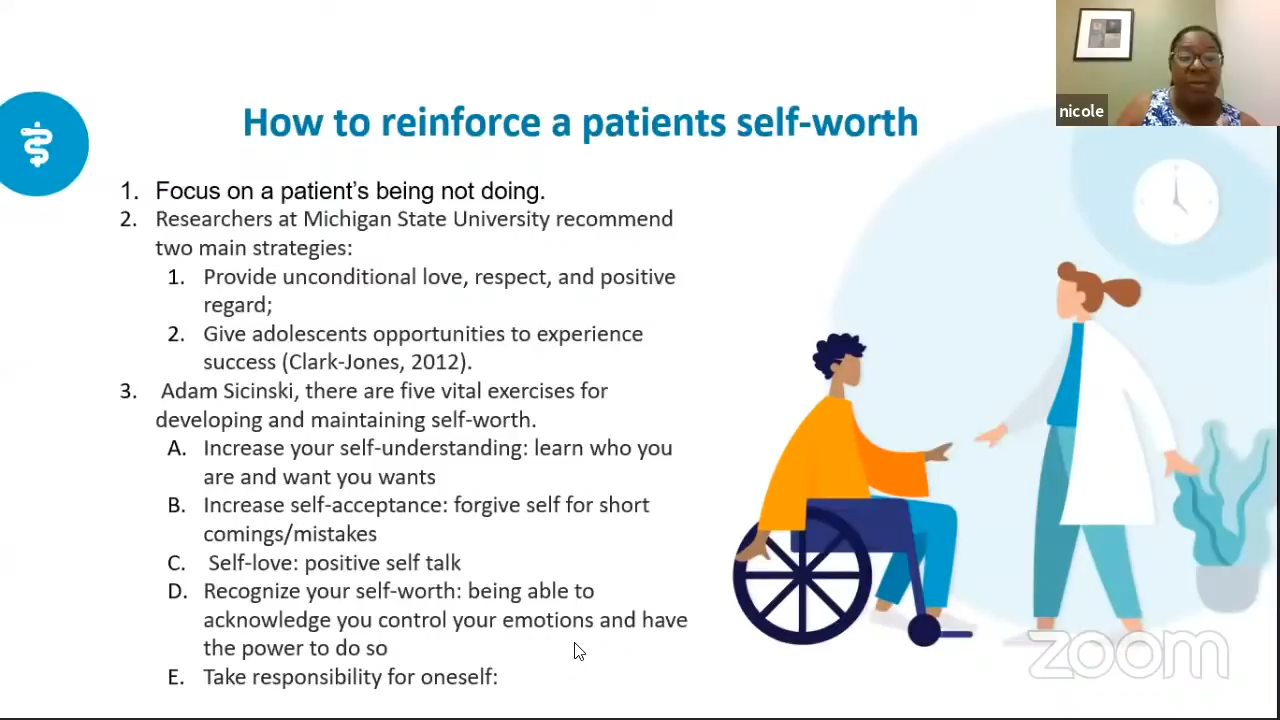 nicole
How to reinforce a patients self-worth
1. Focus on a patient's being not doing.
2. Researchers at Michigan State University recommend
two main strategies:
1. Provide unconditional love, respect, and positive
regard;
2. Give adolescents opportunities to experience
success (Clark-Jones, 2012).
3. Adam Sicinski, there are five vital exercises for
developing and maintaining self-worth.
A. Increase your self-understanding: learn who you
are and want you wants
B. Increase self-acceptance: forgive self for short
comings/mistakes
C. Self-love: positive self talk
D. Recognize your self-worth: being able to
acknowledge you control your emotions and have
the power to do so
E. Take responsibility for oneself:
zoom